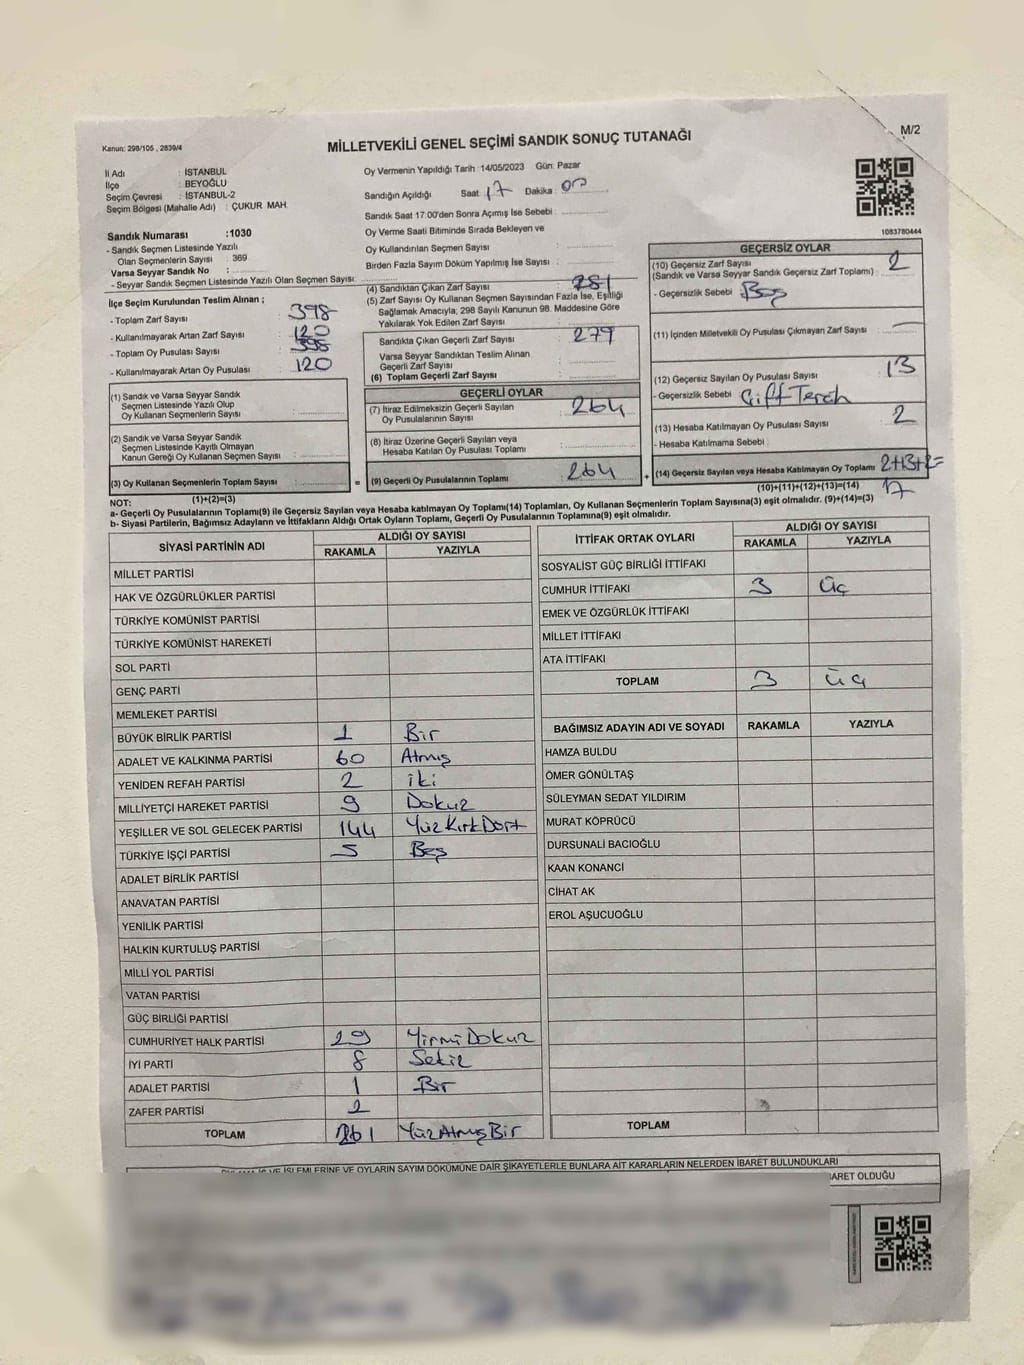 Kanun: 298/105 , 2839/4
MİLLETVEKİLİ GENEL SEÇİMİ SANDIK SONUÇ TUTANAĞI
M/2
İl Adı : İSTANBUL
İlçe : BEYOĞLU
Seçim Çevresi : İSTANBUL-2
Seçim Bölgesi (Mahalle Adı) : ÇUKUR MAH.
Sandık Numarası :1030
- Sandık Seçmen Listesinde Yazılı
Olan Seçmenlerin Sayısı : 369
Varsa Seyyar Sandık No :
- Seyyar Sandık Seçmen Listesinde Yazılı Olan Seçmen Sayısı:
İlçe Seçim Kurulundan Teslim Alınan ;
- Toplam Zarf Sayısı 398
- Kullanılmayarak Artan Zarf Sayısı 120
- Toplam Oy Pusulası Sayısı
- Kullanılmayarak Artan Oy Pusulası 120
(1) Sandık ve Varsa Seyyar Sandık
Seçmen Listesinde Yazılı Olup
Oy Kullanan Seçmenlerin Sayısı :
(2) Sandık ve Varsa Seyyar Sandık
Seçmen Listesinde Kayıtlı Olmayan
Kanun Gereği Oy Kullanan Seçmen Sayısı :
(3) Oy Kullanan Seçmenlerin Toplam Sayısı :
(1)+(2)=(3)
Oy Vermenin Yapıldığı Tarih :14/05/2023 Gün: Pazar
Sandığın Açıldığı Saat : 17 Dakika : 00
Sandık Saat 17.00'den Sonra Açımış İse Sebebi :
Oy Verme Saati Bitiminde Sırada Bekleyen ve
Oy Kullandırılan Seçmen Sayısı :
Birden Fazla Sayım Döküm Yapılmış İse Sayısı :
(4) Sandıktan Çıkan Zarf Sayısı 281
(5) Zarf Sayısı Oy Kullanan Seçmen Sayısından Fazla İse, Eşitliği
Sağlamak Amacıyla; 298 Sayılı Kanunun 98. Maddesine Göre
Yakılarak Yok Edilen Zarf Sayısı :
Sandıkta Çıkan Geçerli Zarf Sayısı : 279
Varsa Seyyar Sandıktan Teslim Alınan
Geçerli Zarf Sayısı :
(6) Toplam Geçerli Zarf Sayısı :
GEÇERLİ OYLAR
(7) İtiraz Edilmeksizin Geçerli Sayılan
Oy Pusulalarının Sayısı : 264
(8) İtiraz Üzerine Geçerli Sayılan veya
Hesaba Katılan Oy Pusulaları Toplamı :
= (9) Geçerli Oy Pusulalarının Toplamı : 264
1083780444
GEÇERSİZ OYLAR
(10) Geçersiz Zarf Sayısı
(Sandık ve Varsa Seyyar Sandık Geçersiz Zarf Toplamı) : 2
- Geçersizlik Sebebi : Boş
(11) İçinden Milletvekili Oy Pusulası Çıkmayan Zarf Sayısı : —
(12) Geçersiz Sayılan Oy Pusulası Sayısı : 13
- Geçersizlik Sebebi : Çift Tercih
(13) Hesaba Katılmayan Oy Pusulası Sayısı : 2
- Hesaba Katılmama Sebebi :
+ (14) Geçersiz Sayılan veya Hesaba Katılmayan Oy Toplamı 2+13+2=
(10)+(11)+(12)+(13)=(14) 17
NOT:
a- Geçerli Oy Pusulalarının Toplamı(9) ile Geçersiz Sayılan veya Hesaba katılmayan Oy Toplamı(14) Toplamları, Oy Kullanan Seçmenlerin Toplam Sayısına(3) eşit olmalıdır. (9)+(14)=(3)
b- Siyasi Partilerin, Bağımsız Adayların ve İttifakların Aldığı Ortak Oyların Toplamı, Geçerli Oy Pusulalarının Toplamına(9) eşit olmalıdır.
SİYASİ PARTİNİN ADI ALDIĞI OY SAYISI
RAKAMLA YAZIYLA
MİLLET PARTİSİ
HAK VE ÖZGÜRLÜKLER PARTİSİ
TÜRKİYE KOMÜNİST PARTİSİ
TÜRKİYE KOMÜNİST HAREKETİ
SOL PARTİ
GENÇ PARTİ
MEMLEKET PARTİSİ
BÜYÜK BİRLİK PARTİSİ 1 Bir
ADALET VE KALKINMA PARTİSİ 60 Atmış
YENİDEN REFAH PARTİSİ 2 iki
MİLLİYETÇİ HAREKET PARTİSİ 9 Dokuz
YEŞİLLER VE SOL GELECEK PARTİSİ 144 YüzKırkDört
TÜRKİYE İŞÇİ PARTİSİ 5 Beş
ADALET BİRLİK PARTİSİ
ANAVATAN PARTİSİ
YENİLİK PARTİSİ
HALKIN KURTULUŞ PARTİSİ
MİLLİ YOL PARTİSİ
VATAN PARTİSİ
GÜÇ BİRLİĞİ PARTİSİ
CUMHURİYET HALK PARTİSİ 29 YirmiDokuz
İYİ PARTİ 8 Sekiz
ADALET PARTİSİ 1 Bir
ZAFER PARTİSİ 2
TOPLAM 261 YüzAtmışBir
İTTİFAK ORTAK OYLARI ALDIĞI OY SAYISI
RAKAMLA YAZIYLA
SOSYALİST GÜÇ BİRLİĞİ İTTİFAKI
CUMHUR İTTİFAKI 3 Üç
EMEK VE ÖZGÜRLÜK İTTİFAKI
MİLLET İTTİFAKI
ATA İTTİFAKI
TOPLAM 3 Üç
BAĞIMSIZ ADAYIN ADI VE SOYADI RAKAMLA YAZIYLA
HAMZA BULDU
ÖMER GÖNÜLTAŞ
SÜLEYMAN SEDAT YILDIRIM
MURAT KÖPRÜCÜ
DURSUNALİ BACIOĞLU
KAAN KONANCİ
CİHAT AK
EROL AŞUCUOĞLU
TOPLAM
İŞLEMLERİNE VE OYLARIN SAYIM DÖKÜMÜNE DAİR ŞİKAYETLERLE BUNLARA AİT KARARLARIN NELERDEN İBARET BULUNDUKLARI
OLDUĞU